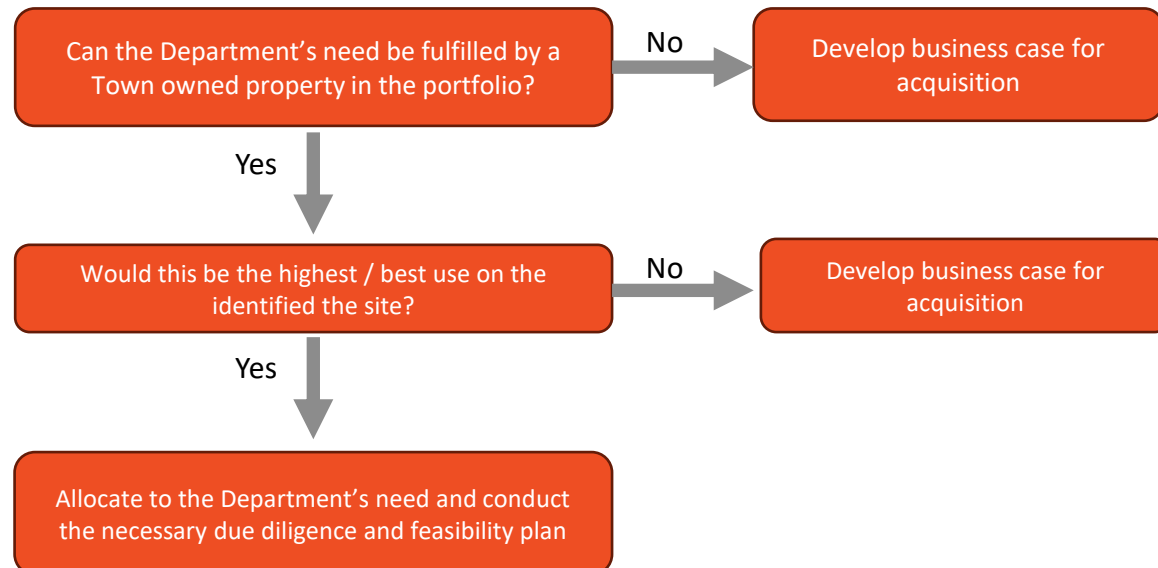 Can the Department’s need be fulfilled by a
Town owned property in the portfolio?
No
Develop business case for
acquisition
Yes
Would this be the highest / best use on the
identified the site?
No
Develop business case for
acquisition
Yes
Allocate to the Department’s need and conduct
the necessary due diligence and feasibility plan